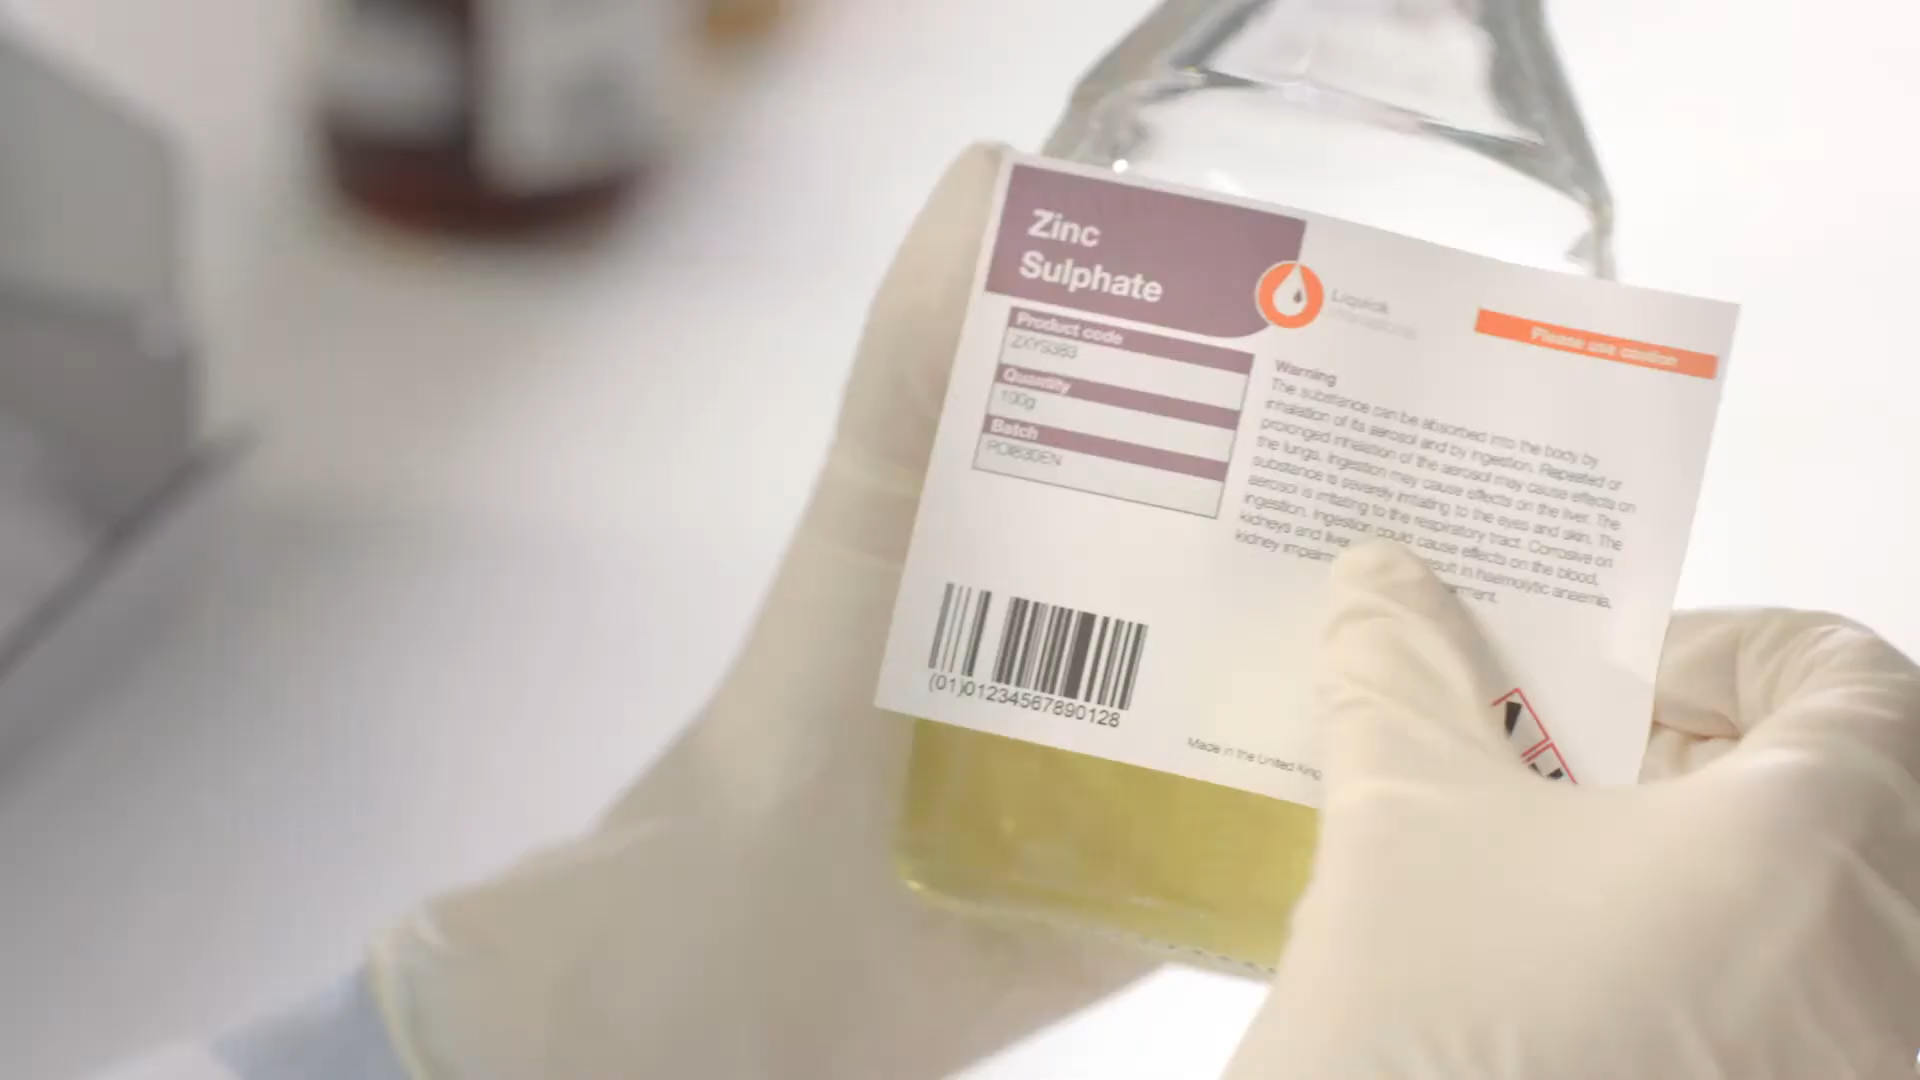 Zinc
Sulphate
Liquick
Please use caution
Product code
ZXY9383
Quantity
100g
Batch
Warning
The substance can be absorbed into the body by
inhalation of its aerosol and by ingestion. Repeated or
prolonged inhalation of the aerosol may cause effects on
the lungs. Ingestion may cause effects on the liver. The
substance is severely irritating to the eyes and skin. The
aerosol is irritating to the respiratory tract. Corrosive on
ingestion. Ingestion could cause effects on the blood,
kidneys and liver
in haemolytic anaemia,
kidney
(01)01234567890128
Made in the United